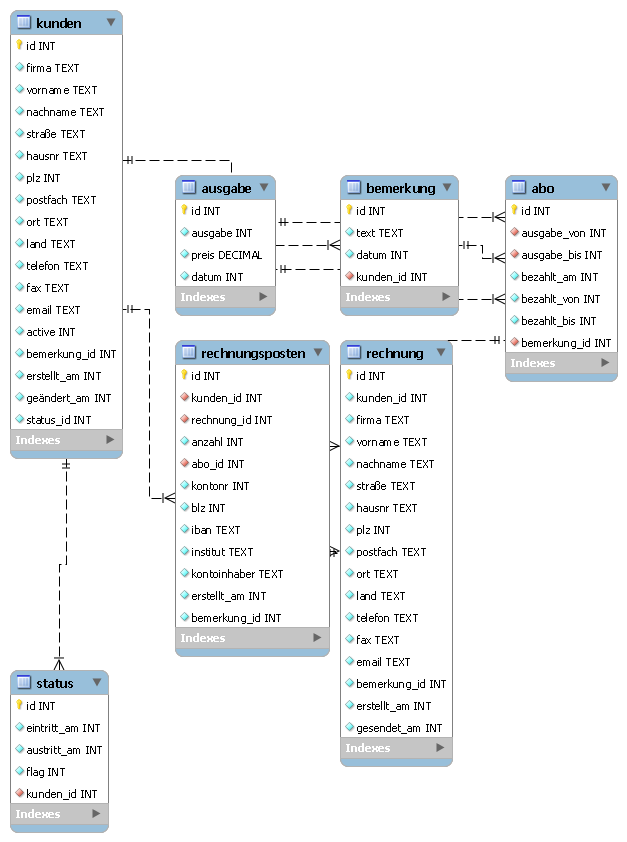 kunden
id INT
firma TEXT
vorname TEXT
nachname TEXT
straße TEXT
hausnr TEXT
plz INT
postfach TEXT
ort TEXT
land TEXT
telefon TEXT
fax TEXT
email TEXT
active INT
bemerkung_id INT
erstellt_am INT
geändert_am INT
status_id INT
Indexes
ausgabe
id INT
ausgabe INT
preis DECIMAL
datum INT
Indexes
bemerkung
id INT
text TEXT
datum INT
kunden_id INT
Indexes
abo
id INT
ausgabe_von INT
ausgabe_bis INT
bezahlt_am INT
bezahlt_von INT
bezahlt_bis INT
bemerkung_id INT
Indexes
rechnungsposten
id INT
kunden_id INT
rechnung_id INT
anzahl INT
abo_id INT
kontonr INT
blz INT
iban TEXT
institut TEXT
kontoinhaber TEXT
erstellt_am INT
bemerkung_id INT
Indexes
rechnung
id INT
kunden_id INT
firma TEXT
vorname TEXT
nachname TEXT
straße TEXT
hausnr TEXT
plz INT
postfach TEXT
ort TEXT
land TEXT
telefon TEXT
fax TEXT
email TEXT
bemerkung_id INT
erstellt_am INT
gesendet_am INT
Indexes
status
id INT
eintritt_am INT
austritt_am INT
flag INT
kunden_id INT
Indexes